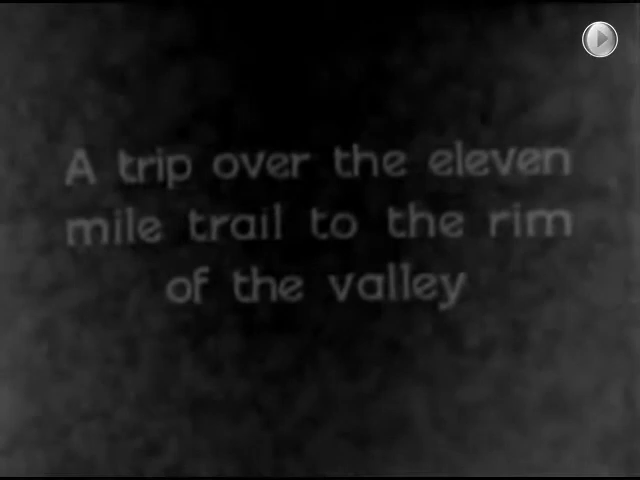 A trip over the eleven
mile trail to the rim
of the valley